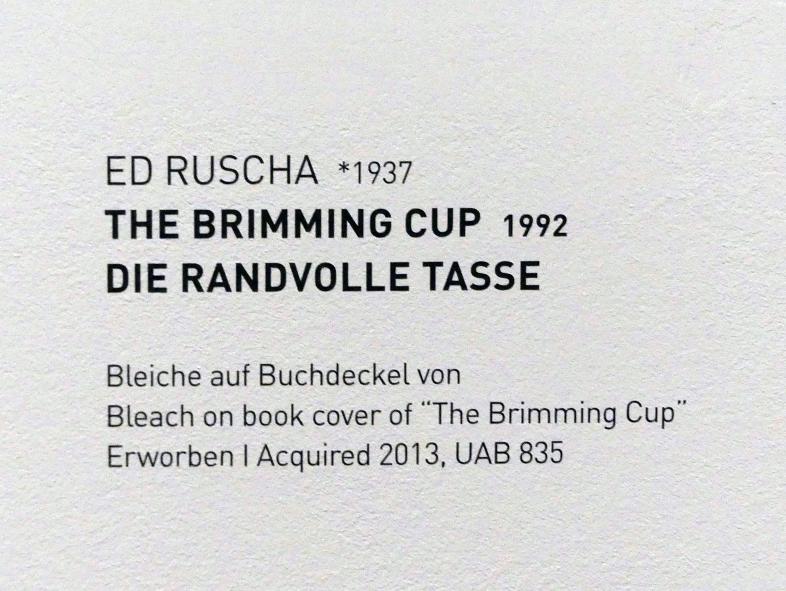 ED RUSCHA *1937
THE BRIMMING CUP 1992
DIE RANDVOLLE TASSE
Bleiche auf Buchdeckel von
Bleach on book cover of “The Brimming Cup”
Erworben | Acquired 2013, UAB 835